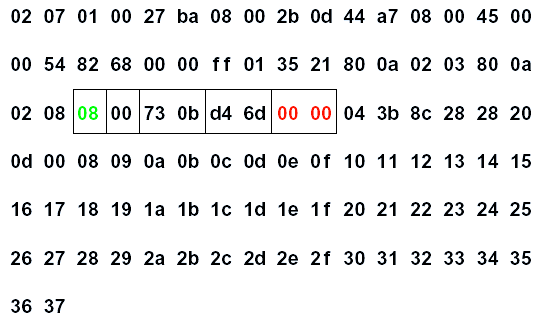 02 07 01 00 27 ba 08 00 2b 0d 44 a7 08 00 45 00
00 54 82 68 00 00 ff 01 35 21 80 0a 02 03 80 0a
02 08 08 00 73 0b d4 6d 00 00 04 3b 8c 28 28 20
0d 00 08 09 0a 0b 0c 0d 0e 0f 10 11 12 13 14 15
16 17 18 19 1a 1b 1c 1d 1e 1f 20 21 22 23 24 25
26 27 28 29 2a 2b 2c 2d 2e 2f 30 31 32 33 34 35
36 37